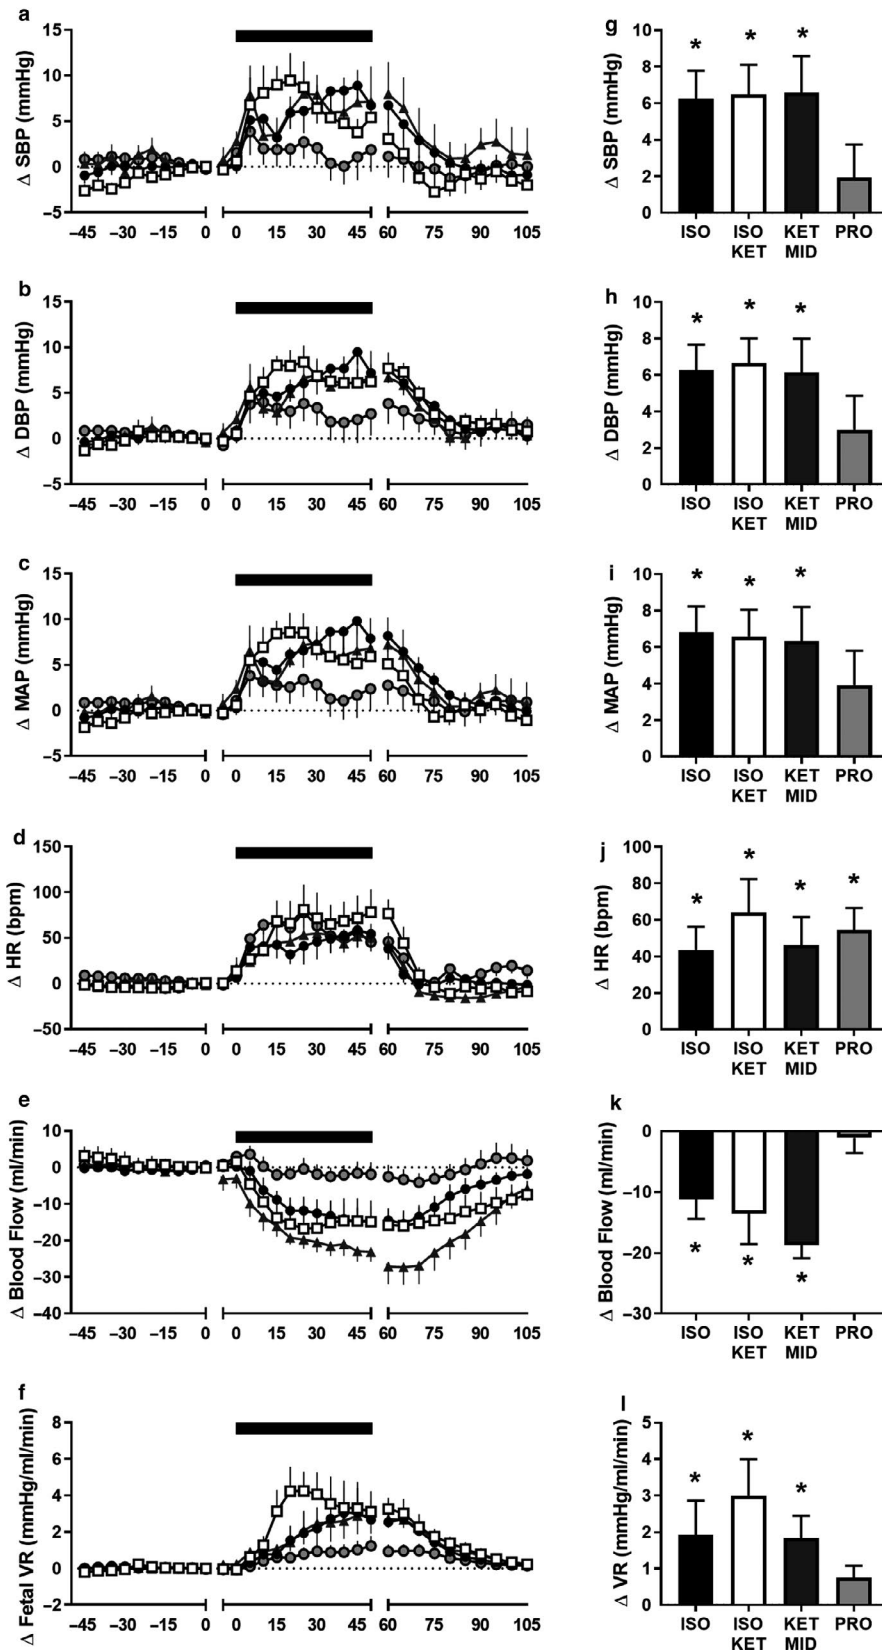 a
Δ SBP (mmHg)
15
10
5
0
−5
−45 −30 −15 0 0 15 30 45 60 75 90 105
g
Δ SBP (mmHg)
10
8
6
4
2
0
* * *
ISO ISO KET PRO
KET MID
b
Δ DBP (mmHg)
15
10
5
0
−5
−45 −30 −15 0 0 15 30 45 60 75 90 105
h
Δ DBP (mmHg)
10
8
6
4
2
0
* * *
ISO ISO KET PRO
KET MID
c
Δ MAP (mmHg)
15
10
5
0
−5
−45 −30 −15 0 0 15 30 45 60 75 90 105
i
Δ MAP (mmHg)
10
8
6
4
2
0
* * *
ISO ISO KET PRO
KET MID
d
Δ HR (bpm)
150
100
50
0
−50
−45 −30 −15 0 0 15 30 45 60 75 90 105
j
Δ HR (bpm)
100
80
60
40
20
0
* * * *
ISO ISO KET PRO
KET MID
e
Δ Blood Flow (ml/min)
10
0
−10
−20
−30
−40
−45 −30 −15 0 0 15 30 45 60 75 90 105
k
Δ Blood Flow (ml/min)
0
−10
−20
−30
* * *
ISO ISO KET PRO
KET MID
f
Δ Fetal VR (mmHg/ml/min)
8
6
4
2
0
−2
−45 −30 −15 0 0 15 30 45 60 75 90 105
l
Δ VR (mmHg/ml/min)
5
4
3
2
1
0
* * *
ISO ISO KET PRO
KET MID